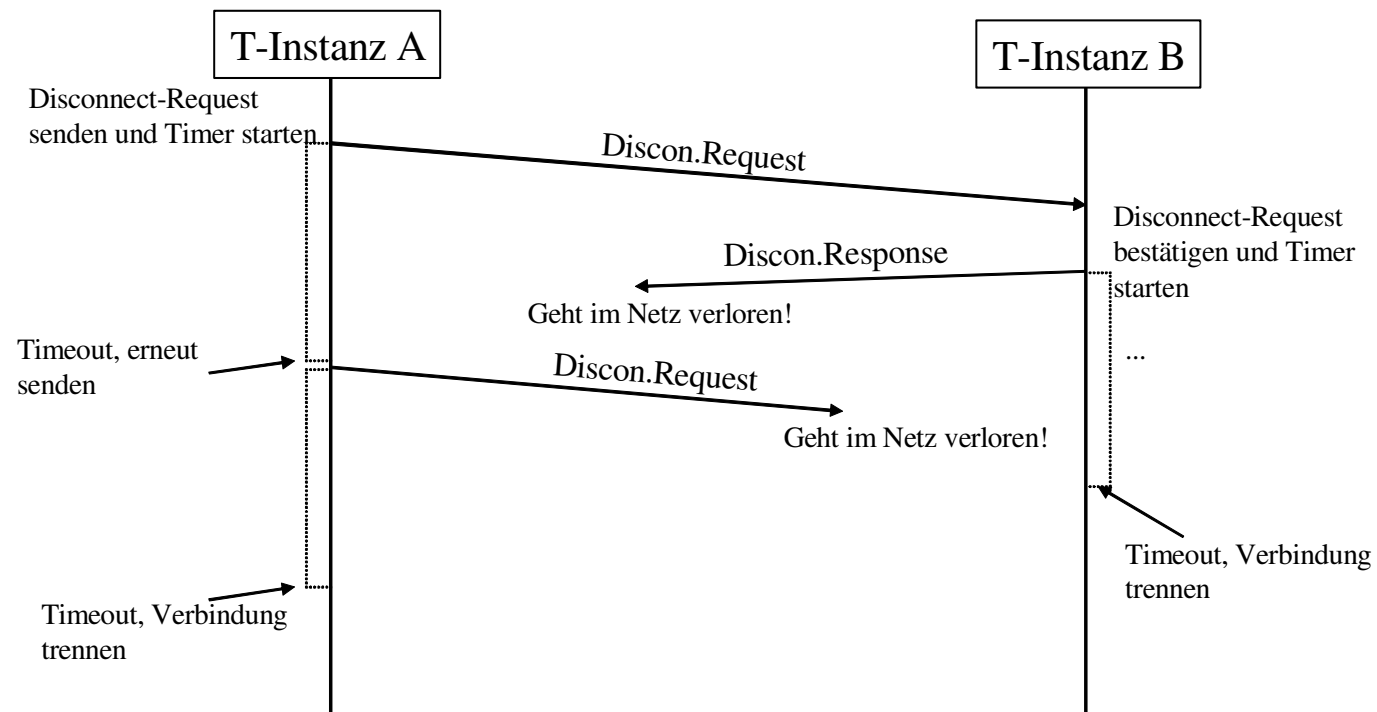 T-Instanz A
T-Instanz B
Disconnect-Request
senden und Timer starten
Discon.Request
Disconnect-Request
bestätigen und Timer
starten
Discon.Response
Geht im Netz verloren!
Timeout, erneut
senden
...
Discon.Request
Geht im Netz verloren!
Timeout, Verbindung
trennen
Timeout, Verbindung
trennen